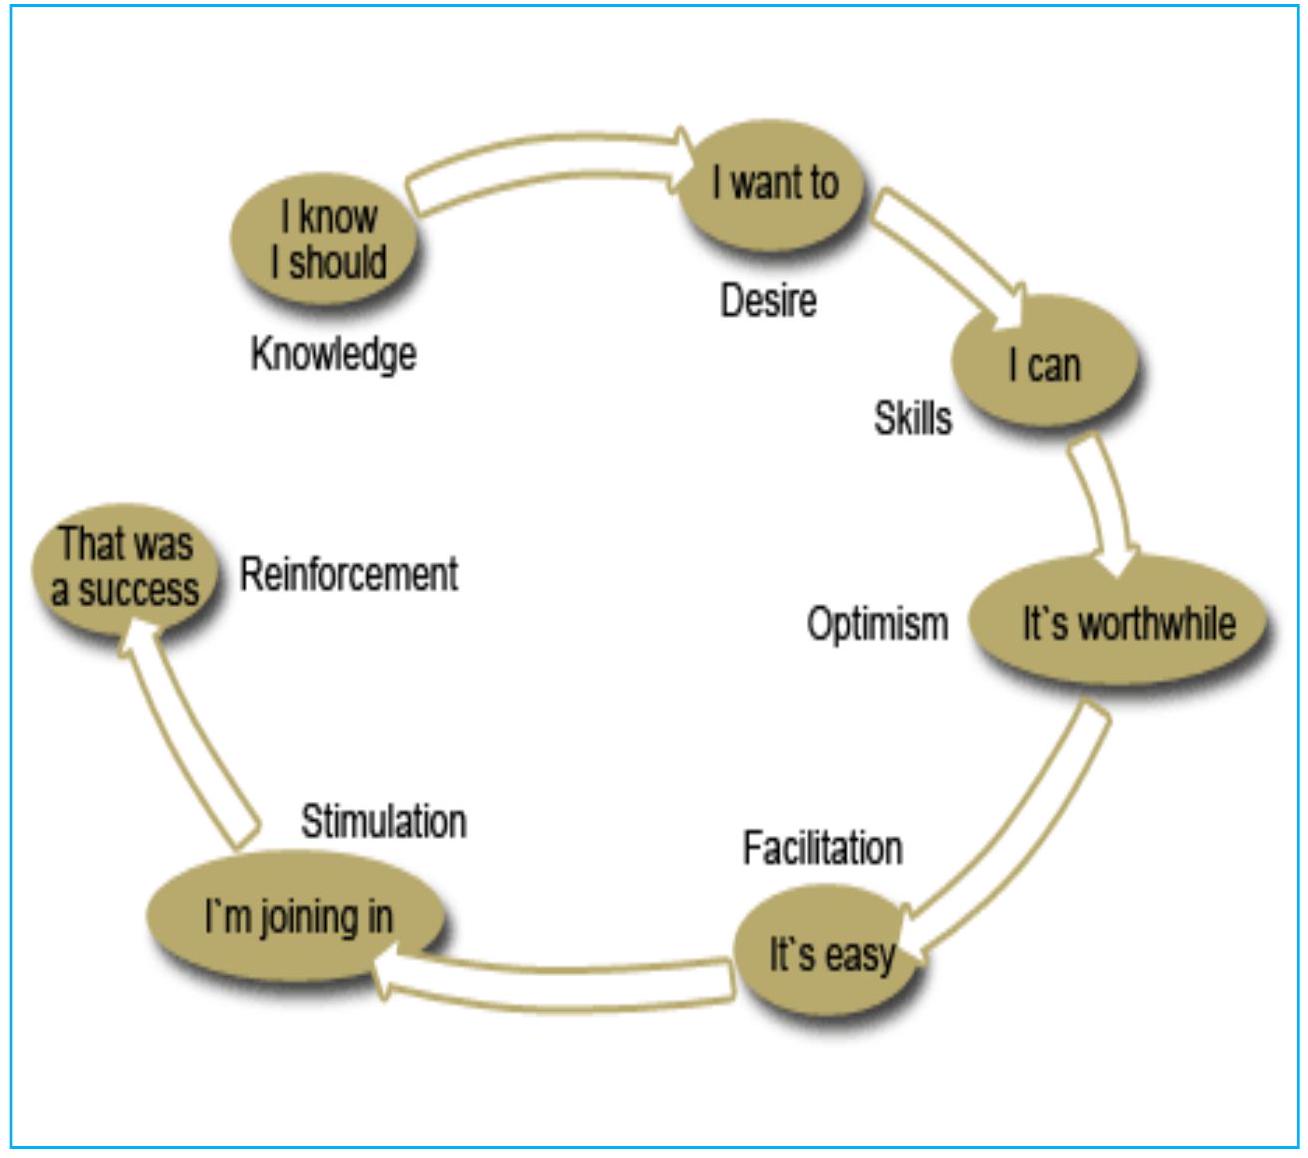 I know
I should
Knowledge
I want to
Desire
I can
Skills
It`s worthwhile
Optimism
It`s easy
Facilitation
I`m joining in
Stimulation
That was
a success
Reinforcement